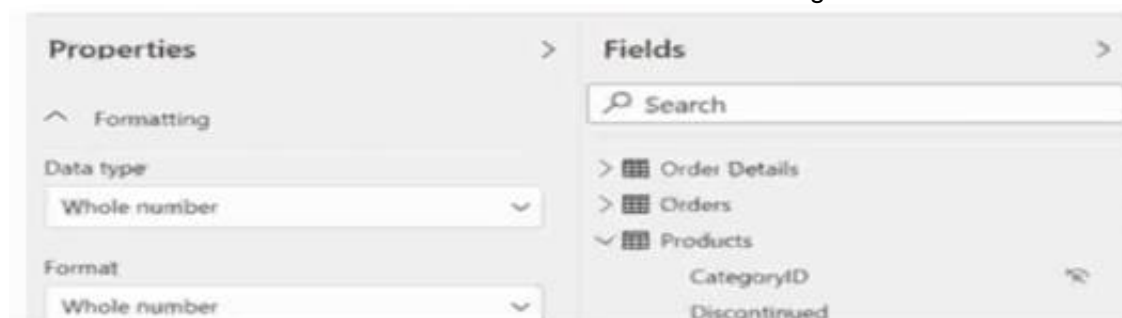 Properties
Formatting
Data type
Whole number
Format
Whole number
Fields
Search
Order Details
Orders
Products
CategoryID
Discontinued